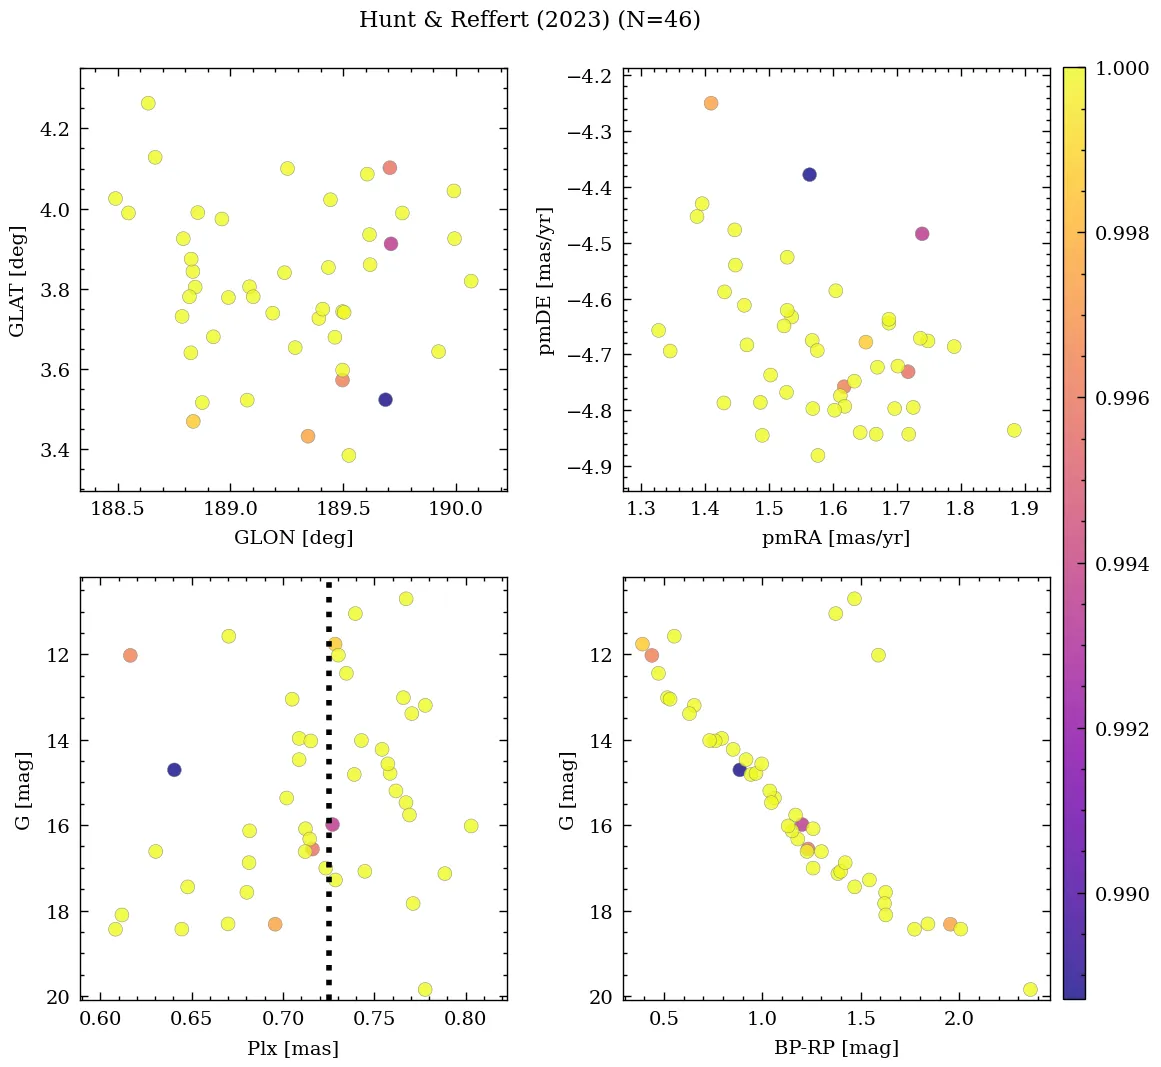 Hunt & Reffert (2023) (N=46)
GLAT [deg]
4.2
4.0
3.8
3.6
3.4
188.5 189.0 189.5 190.0
GLON [deg]
pmDE [mas/yr]
−4.2
−4.3
−4.4
−4.5
−4.6
−4.7
−4.8
−4.9
1.3 1.4 1.5 1.6 1.7 1.8 1.9
pmRA [mas/yr]
1.000
0.998
0.996
0.994
0.992
0.990
G [mag]
12
14
16
18
20
0.60 0.65 0.70 0.75 0.80
Plx [mas]
G [mag]
12
14
16
18
20
0.5 1.0 1.5 2.0
BP-RP [mag]